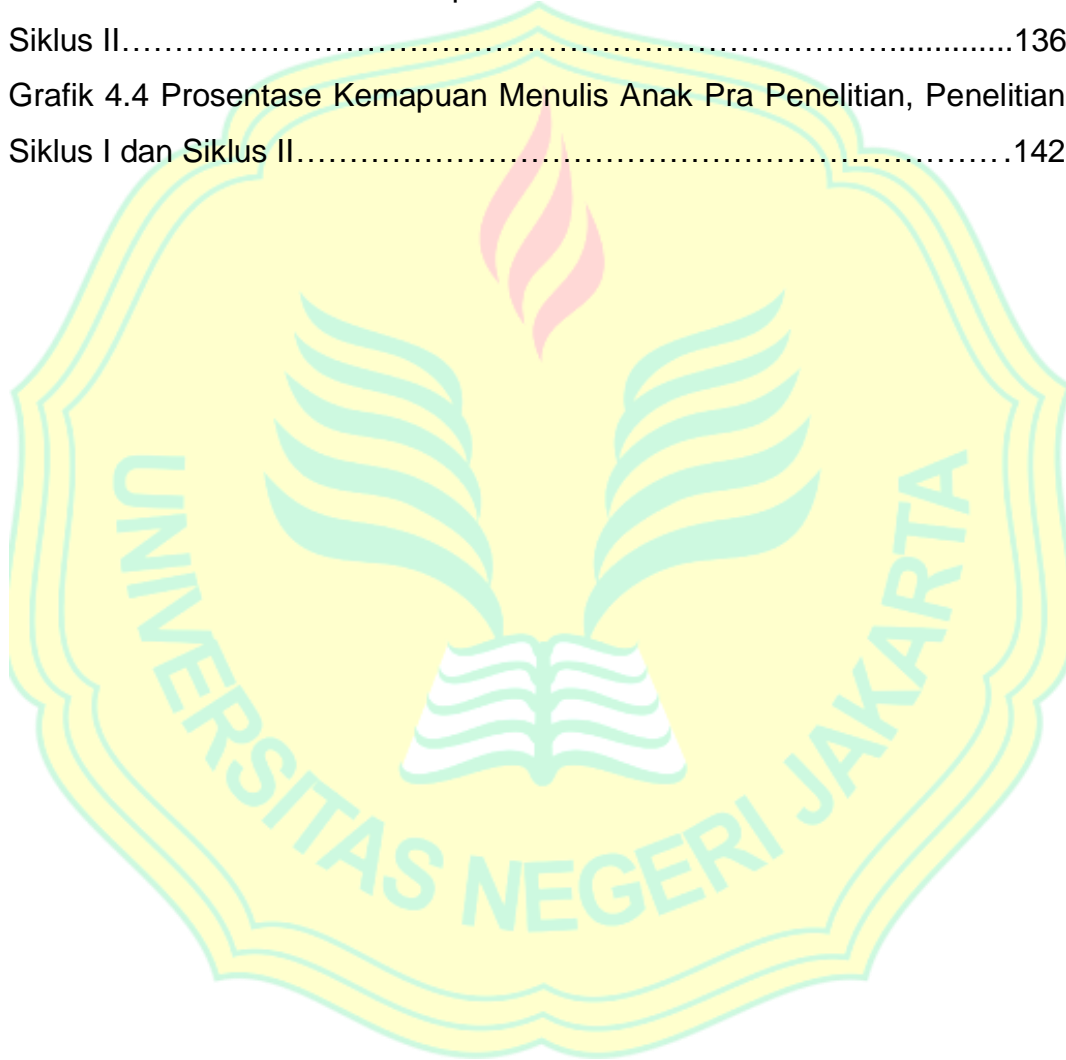 Siklus II……………………………………………………………….............136
Grafik 4.4 Prosentase Kemapuan Menulis Anak Pra Penelitian, Penelitian
Siklus I dan Siklus II………………………………………………………….142
UNIVERSITAS NEGERI JAKARTA